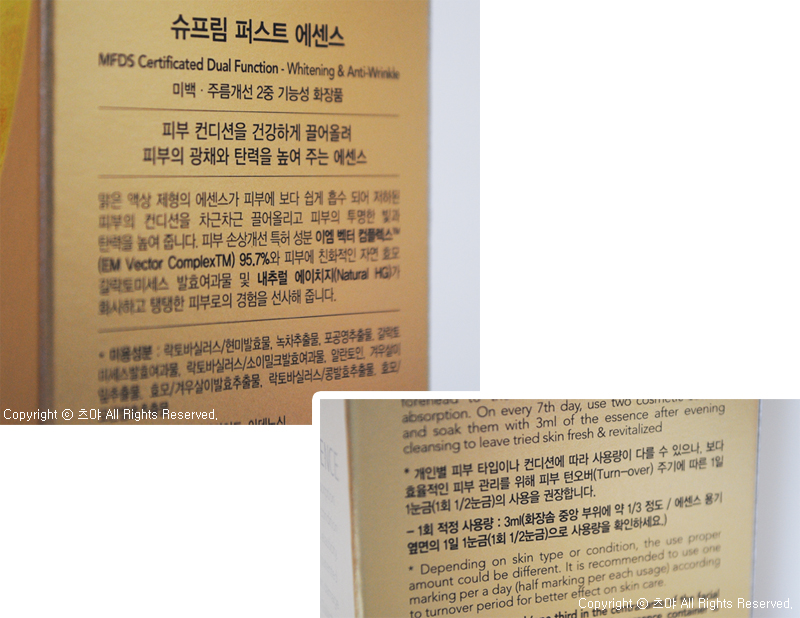 슈프림 퍼스트 에센스
MFDS Certificated Dual Function - Whitening & Anti-Wrinkle
미백 · 주름개선 2중 기능성 화장품
피부 컨디션을 건강하게 끌어올려
피부의 광채와 탄력을 높여 주는 에센스
맑은 액상 제형의 에센스가 피부에 보다 쉽게 흡수 되어 저하된
피부의 컨디션을 차근차근 끌어올리고 피부의 투명한 빛과
탄력을 높여 줍니다. 피부 손상개선 특허 성분 이엠 벡터 컴플렉스™
(EM Vector ComplexTM) 95.7%와 피부에 친화적인 자연 효모
갈락토미세스 발효여과물 및 내추럴 에이치지(Natural HG)가
화사하고 탱탱한 피부로의 경험을 선사해 줍니다.
* 미용성분 : 락토바실러스/현미발효물, 녹차추출물, 포공영추출물, 갈락토
미세스발효여과물, 락토바실러스/소이밀크발효여과물, 알란토인, 겨우살이
잎추출물, 효모/겨우살이발효추출물, 락토바실러스/콩발효추출물, 효모/
Copyright ⓒ 츠야 All Rights Reserved.
forehead to
absorption. On every 7th day, use two cosmetic
and soak them with 3ml of the essence after evening
cleansing to leave tried skin fresh & revitalized
* 개인별 피부 타입이나 컨디션에 따라 사용량이 다를 수 있으나, 보다
효율적인 피부 관리를 위해 피부 턴오버(Turn-over) 주기에 따른 1일
1눈금(1회 1/2눈금)의 사용을 권장합니다.
- 1회 적정 사용량 : 3ml(화장솜 중앙 부위에 약 1/3 정도 / 에센스 용기
옆면의 1일 1눈금(1회 1/2눈금)으로 사용량을 확인하세요.)
* Depending on skin type or condition, the use proper
amount could be different. It is recommended to use one
marking per a day (half marking per each usage) according
to turnover period for better effect on skin care.
Copyright ⓒ 츠야 All Rights Reserved.